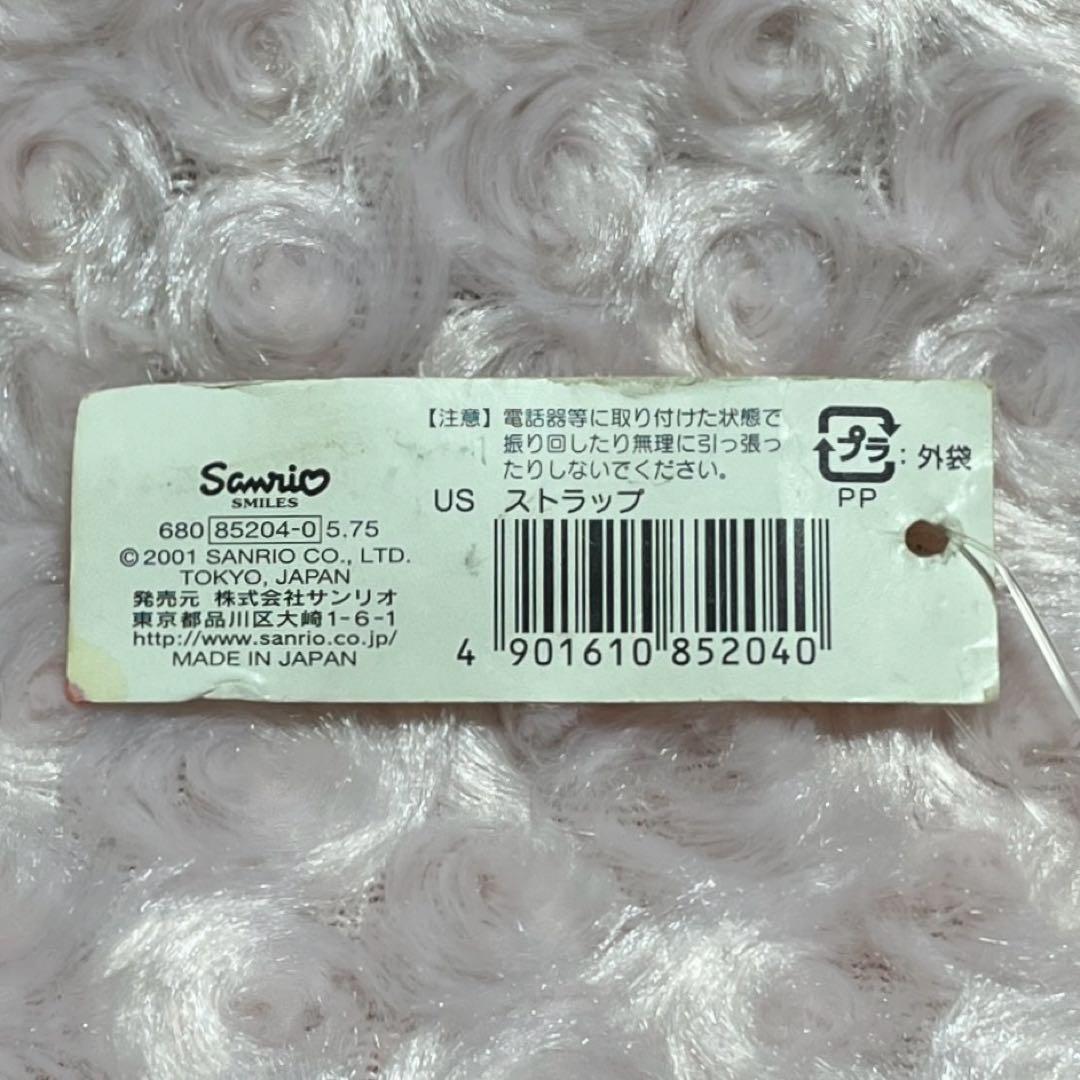 Sanrio
SMILES
680 85204-0 5.75
©2001 SANRIO CO., LTD.
TOKYO, JAPAN
発売元 株式会社サンリオ
東京都品川区大崎1-6-1
http://www.sanrio.co.jp/
MADE IN JAPAN
【注意】電話器等に取り付けた状態で
振り回したり無理に引っ張っ
たりしないでください。
US ストラップ
4 901610 852040
プラ : 外袋
PP